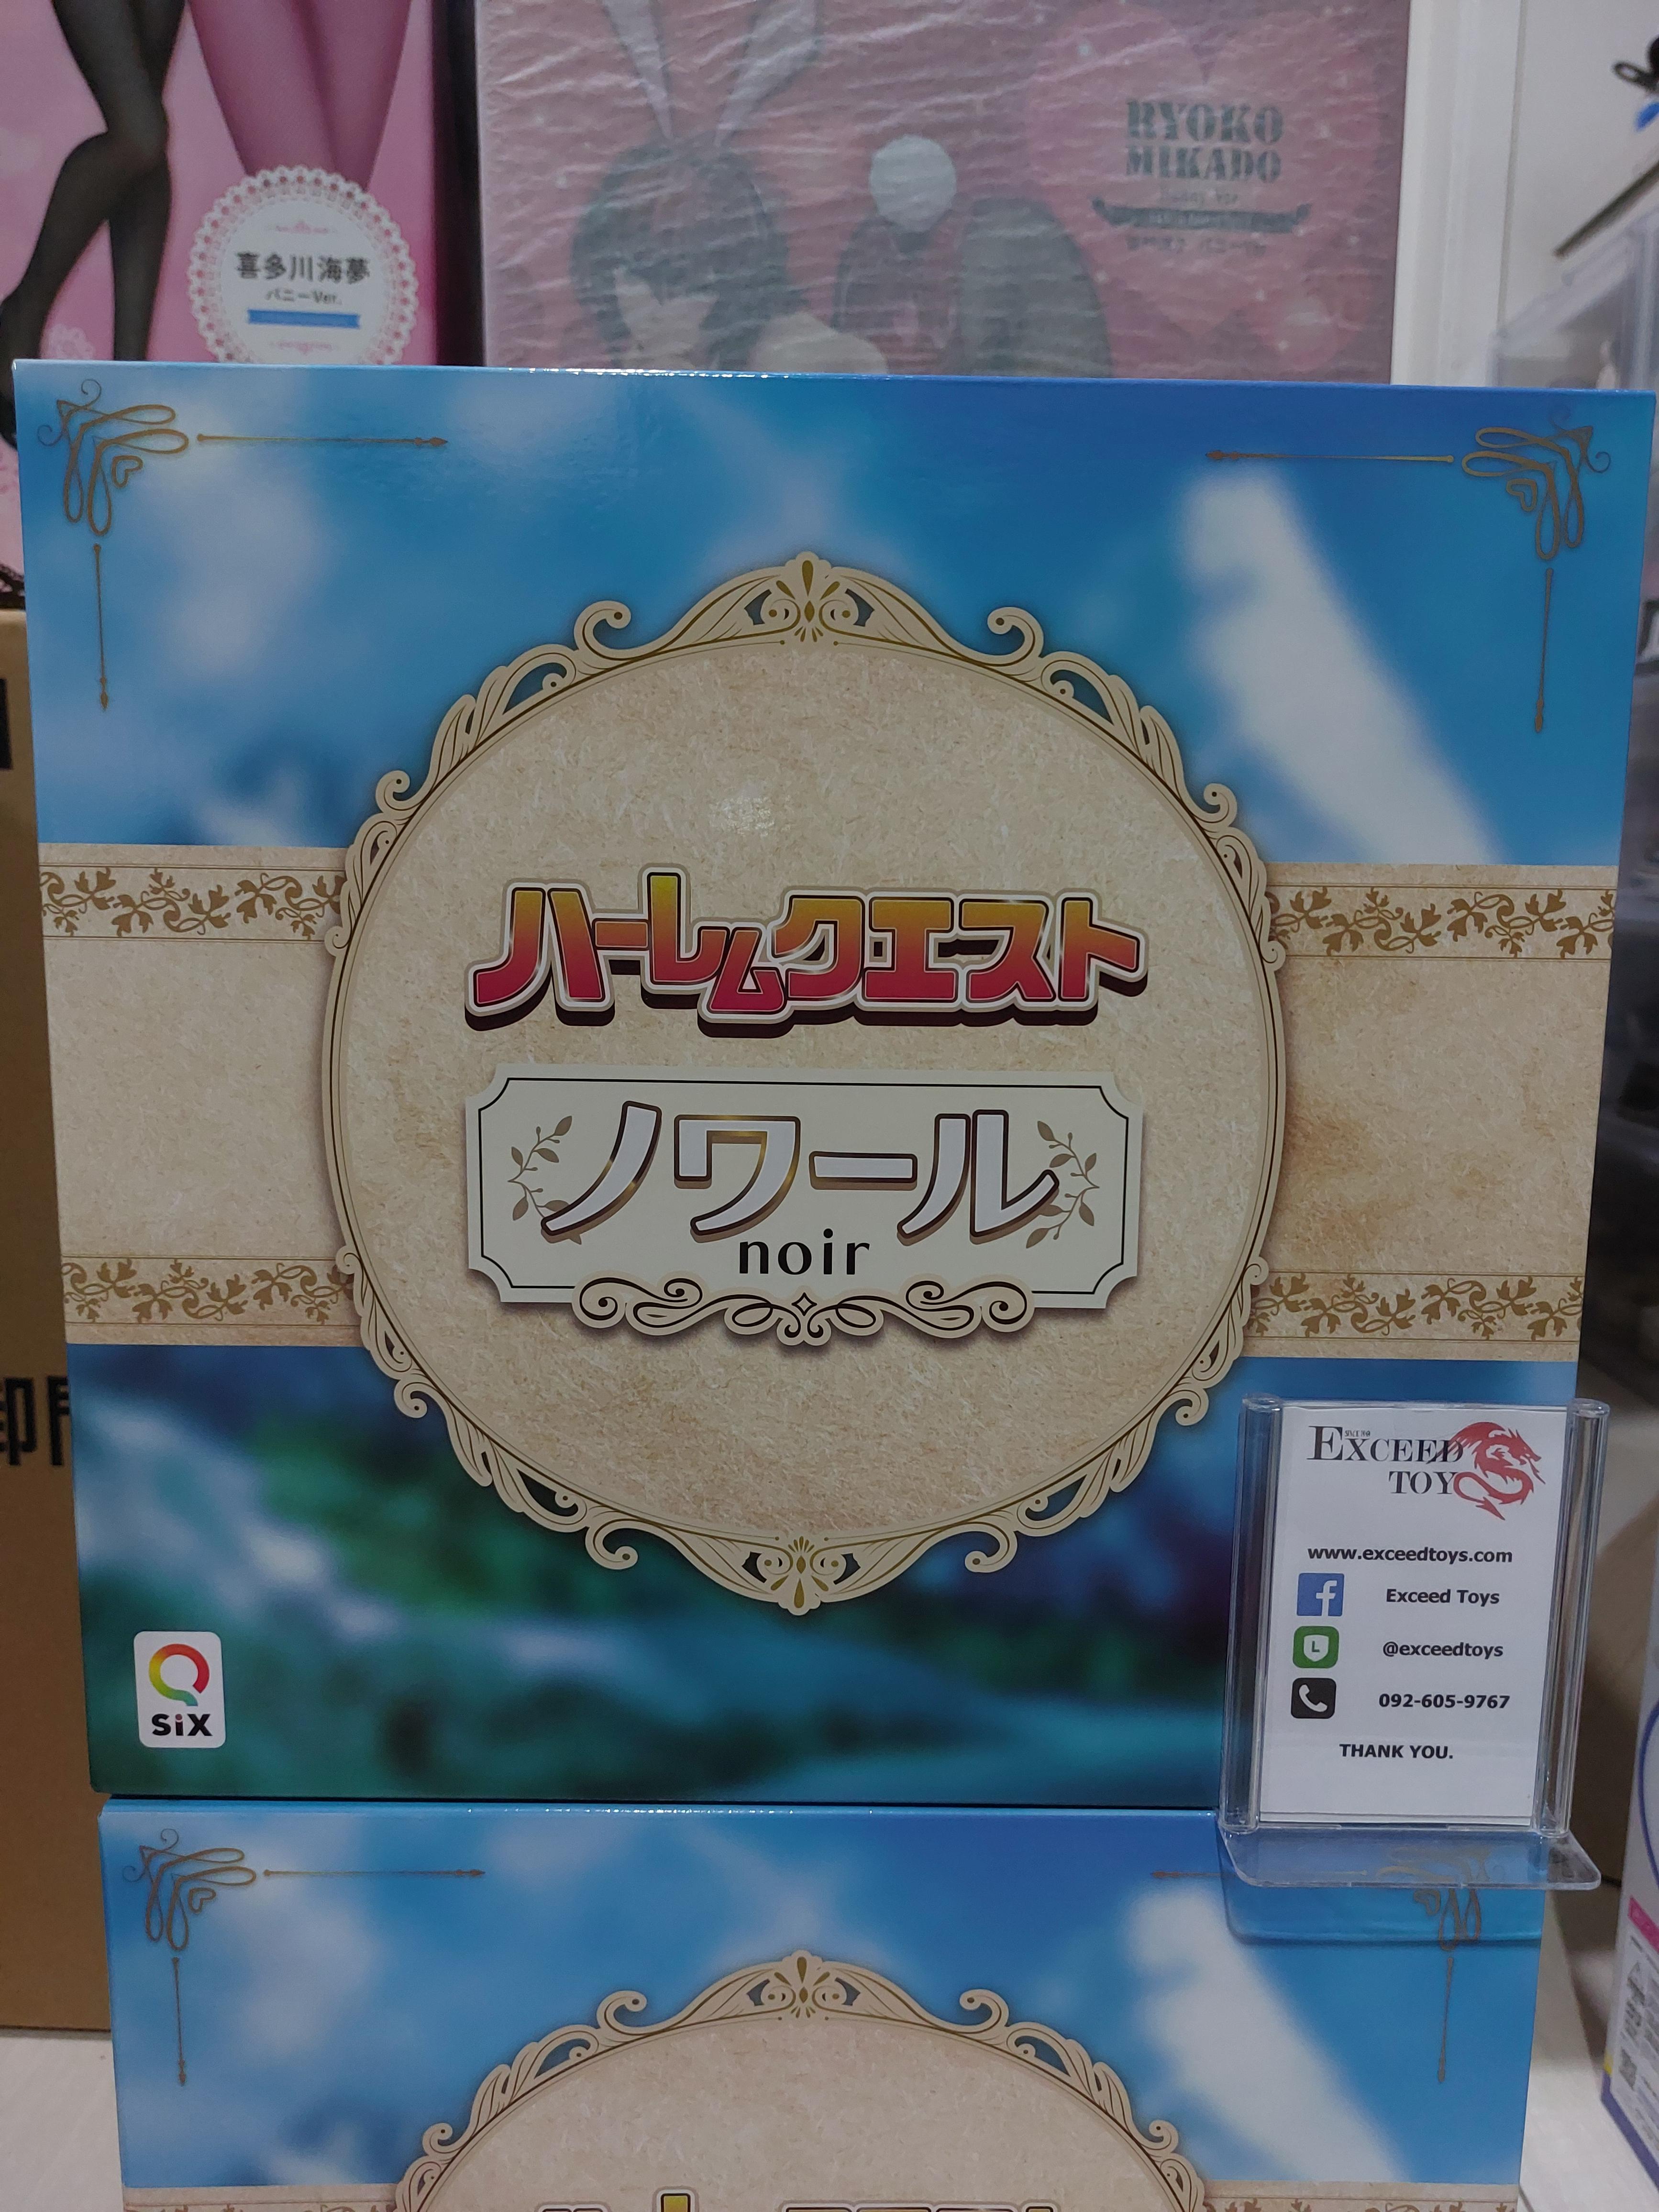 喜多川海夢
バニーVer.
RYOKO
MIKADO
ハーレムクエスト
ノワール
noir
SiX
EXCEED
TOY
www.exceedtoys.com
Exceed Toys
@exceedtoys
092-605-9767
THANK YOU.